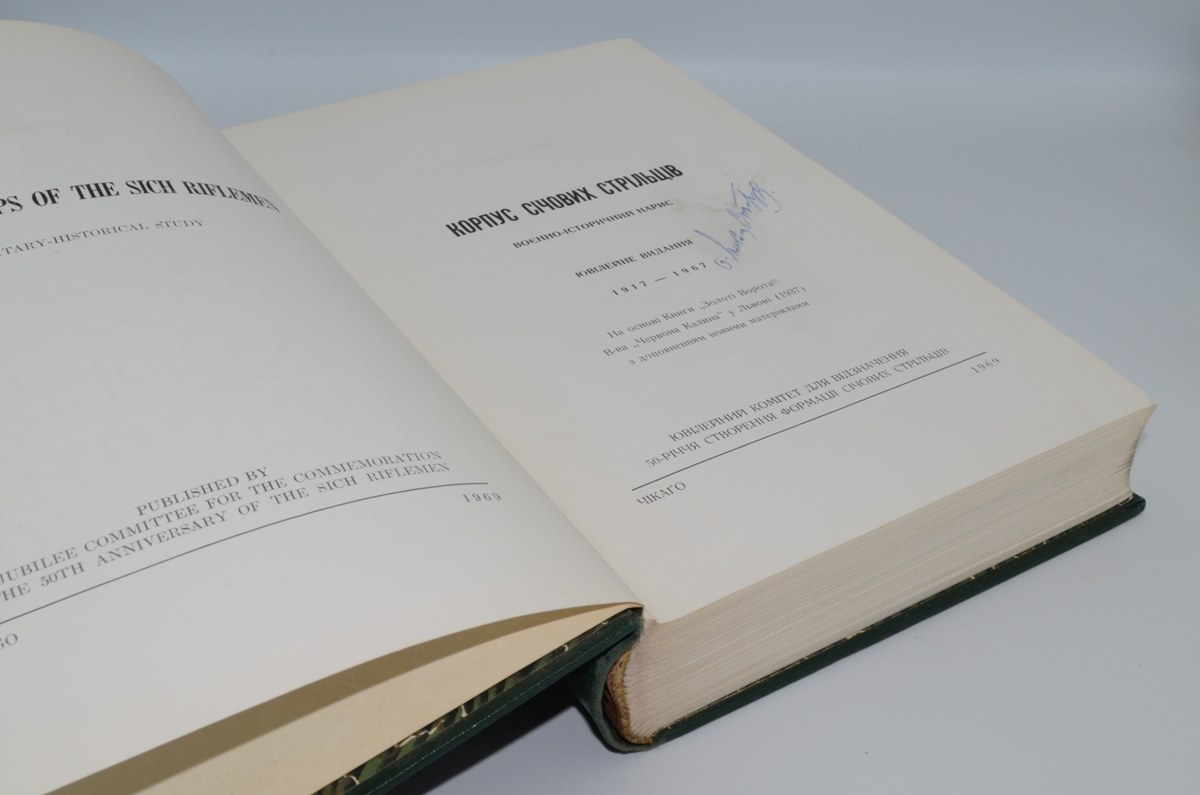 PS OF THE SICH RIFLEMEN
TARY-HISTORICAL STUDY
PUBLISHED BY
JUBILEE COMMITTEE FOR THE COMMEMORATION
THE 50TH ANNIVERSARY OF THE SICH RIFLEMEN
GO 1969
КОРПУС СІЧОВИХ СТРІЛЬЦІВ
ВОЄННО-ІСТОРИЧНИЙ НАРИС
ЮВІЛЕЙНЕ ВИДАННЯ
1917 — 1967
На основі Книги „Золоті Ворота"
В-ва „Червона Калина" у Львові (1937)
з доповненням новими матеріялами
ЮВІЛЕЙНИЙ КОМІТЕТ ДЛЯ ВІДЗНАЧЕННЯ
50-РІЧЧЯ СТВОРЕННЯ ФОРМАЦІЇ СІЧОВИХ СТРІЛЬЦІВ
ЧІКАГО 1969